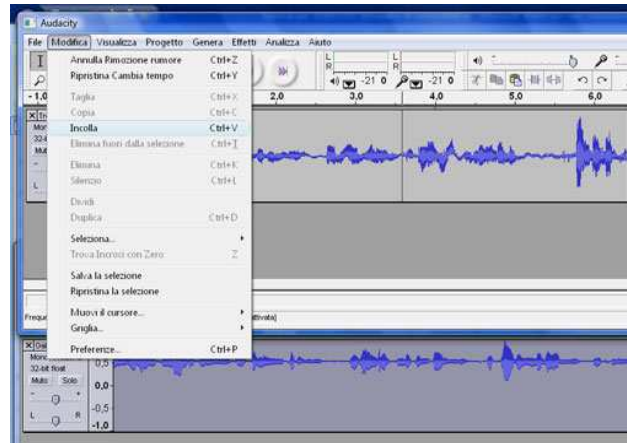 Audacity
File Modifica Visualizza Progetto Genera Effetti Analizza Aiuto
Annulla Rimozione rumore Ctrl+Z
Ripristina Cambia tempo Ctrl+Y
Taglia Ctrl+X
Copia Ctrl+C
Incolla Ctrl+V
Elimina fuori dalla selezione Ctrl+T
Elimina Ctrl+K
Silenzio Ctrl+L
Dividi
Duplica Ctrl+D
Seleziona...
Trova Incroci con Zero Z
Salva la selezione
Ripristina la selezione
Muovi il cursore...
Griglia...
Preferenze... Ctrl+P
L
R
-21 0
L
R
-21 0
-1,0
2,0 3,0 4,0 5,0 6,0
L
Mono
32-bit float
Muto Solo
- +
L R
0,5
0,0
-0,5
-1,0